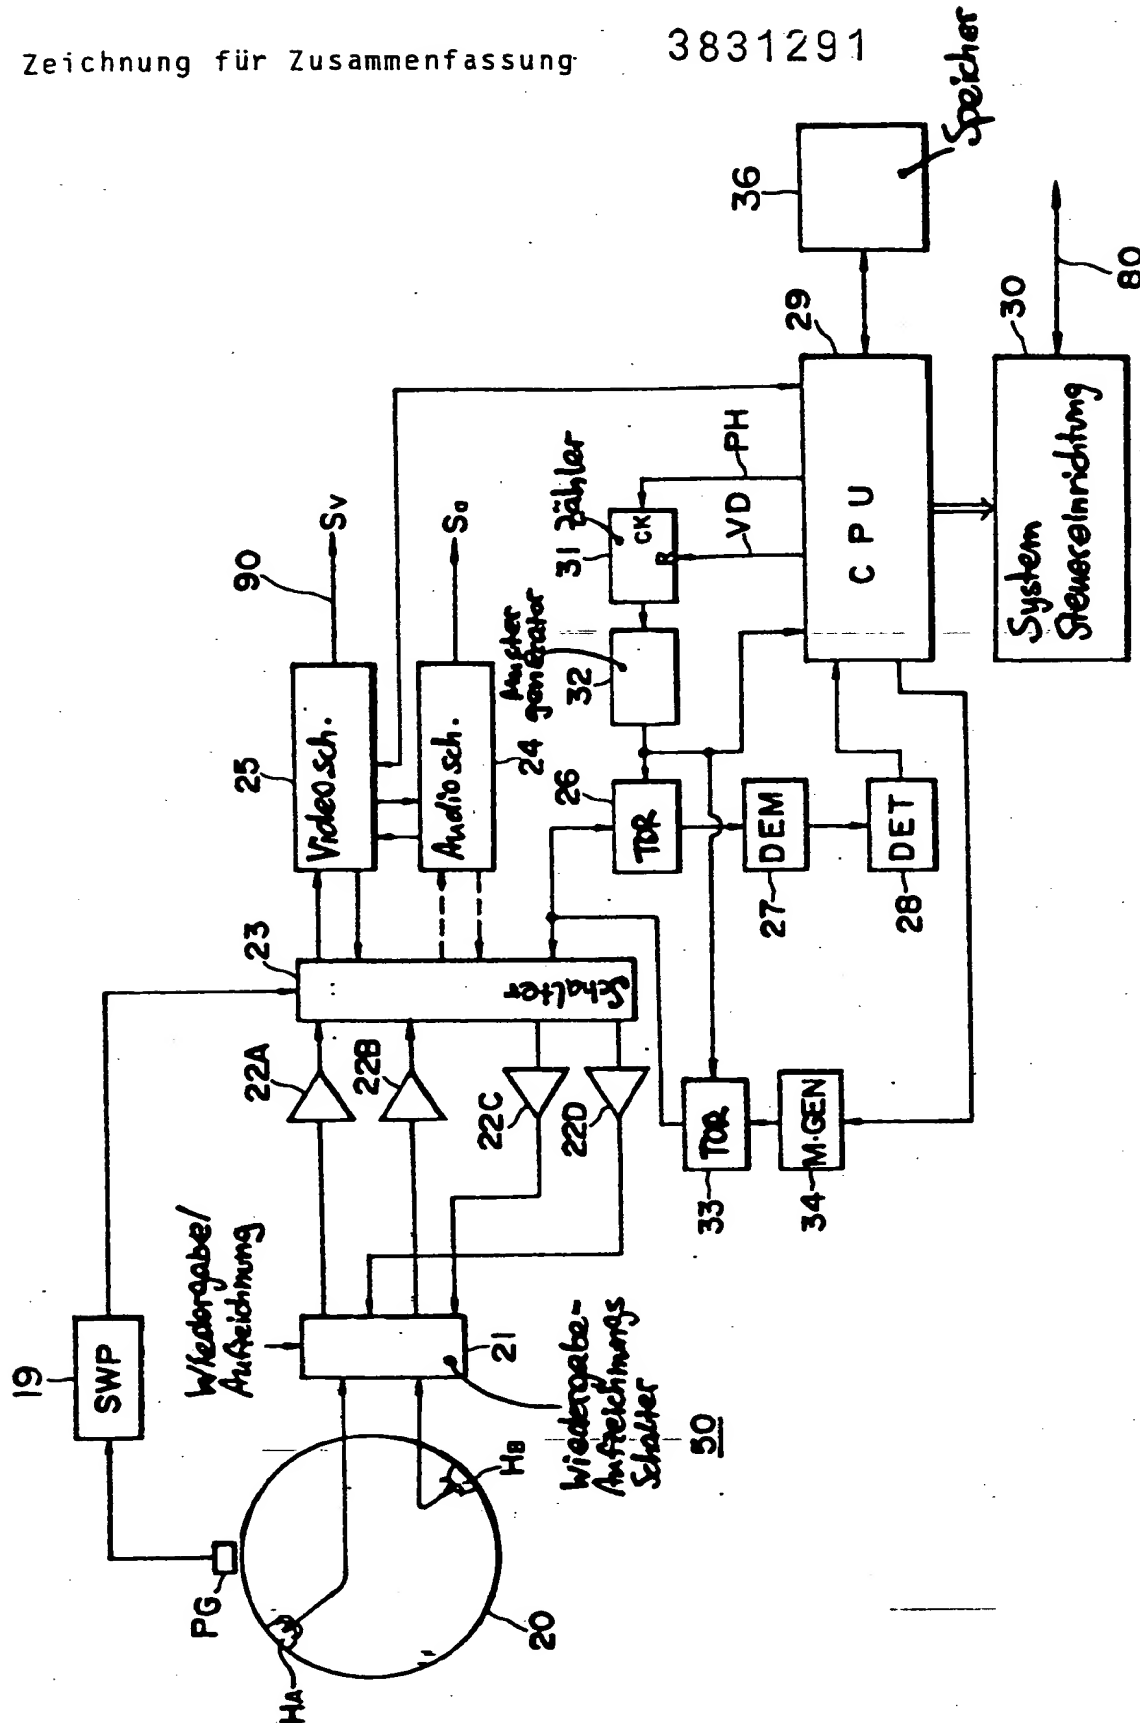 Zeichnung für Zusammenfassung
3831291
Speicher
36
80
29
30
CPU
System
Steuereinrichtung
PH
VD
Zähler
31
CK
R
Muster
generator
32
SV
90
Sa
25
Videosch.
24
Audiosch.
26
TOR
DEM
27
DET
28
23
Schalter
22A
22B
22C
22D
TOR
33
M·GEN
34
Wiedergabe/
Aufzeichnung
21
Wiedergabe-
Aufzeichnungs
Schalter
50
19
SWP
PG
HA
HB
20